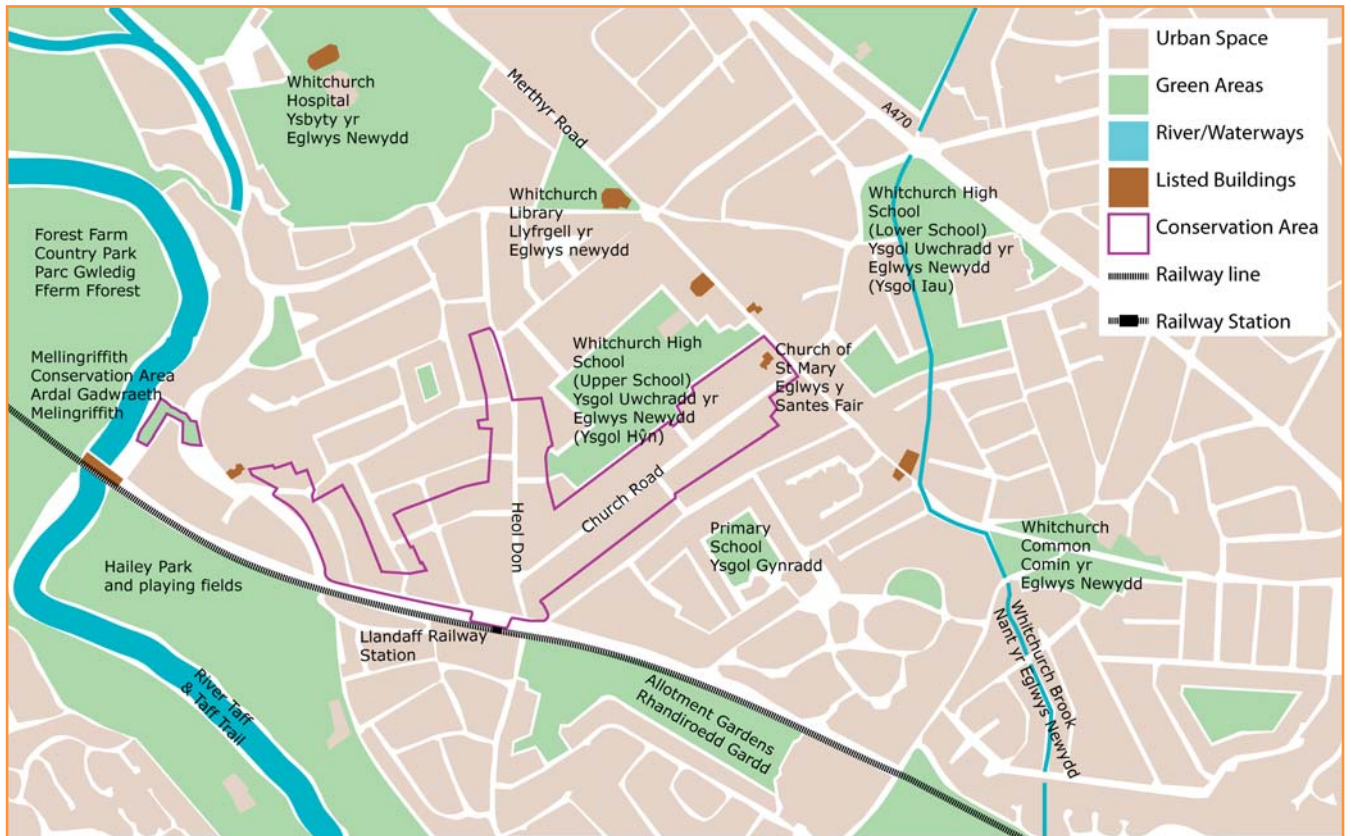 Whitchurch
Hospital
Ysbyty yr
Eglwys Newydd
Merthyr Road
A470
Urban Space
Green Areas
River/Waterways
Listed Buildings
Conservation Area
Railway line
Railway Station
Whitchurch
Library
Llyfrgell yr
Eglwys newydd
Whitchurch High
School
(Lower School)
Ysgol Uwchradd yr
Eglwys Newydd
(Ysgol Iau)
Forest Farm
Country Park
Parc Gwledig
Fferm Fforest
Mellingriffith
Conservation Area
Ardal Gadwraeth
Melingriffith
Whitchurch High
School
(Upper School)
Ysgol Uwchradd yr
Eglwys Newydd
(Ysgol Hŷn)
Church of
St Mary
Eglwys y
Santes Fair
Church Road
Heol Don
Primary
School
Ysgol Gynradd
Whitchurch
Common
Comin yr
Eglwys Newydd
Hailey Park
and playing fields
Llandaff Railway
Station
River Taff
& Taff Trail
Allotment Gardens
Rhandiroedd Gardd
Whitchurch Brook
Nant yr Eglwys Newydd